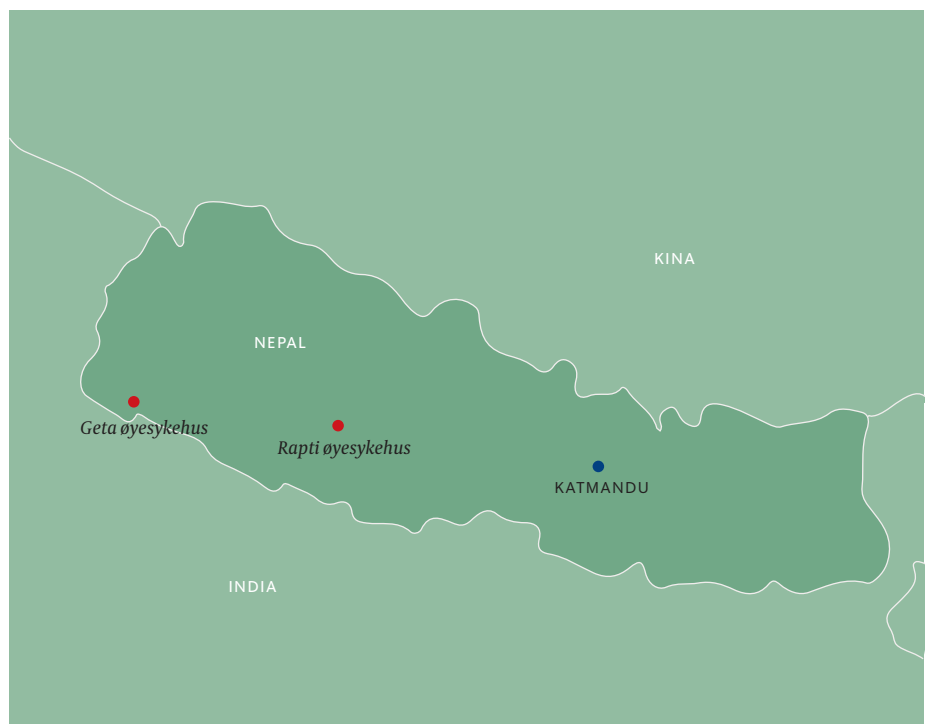 KINA
NEPAL
Geta øyesykehus
Rapti øyesykehus
KATMANDU
INDIA